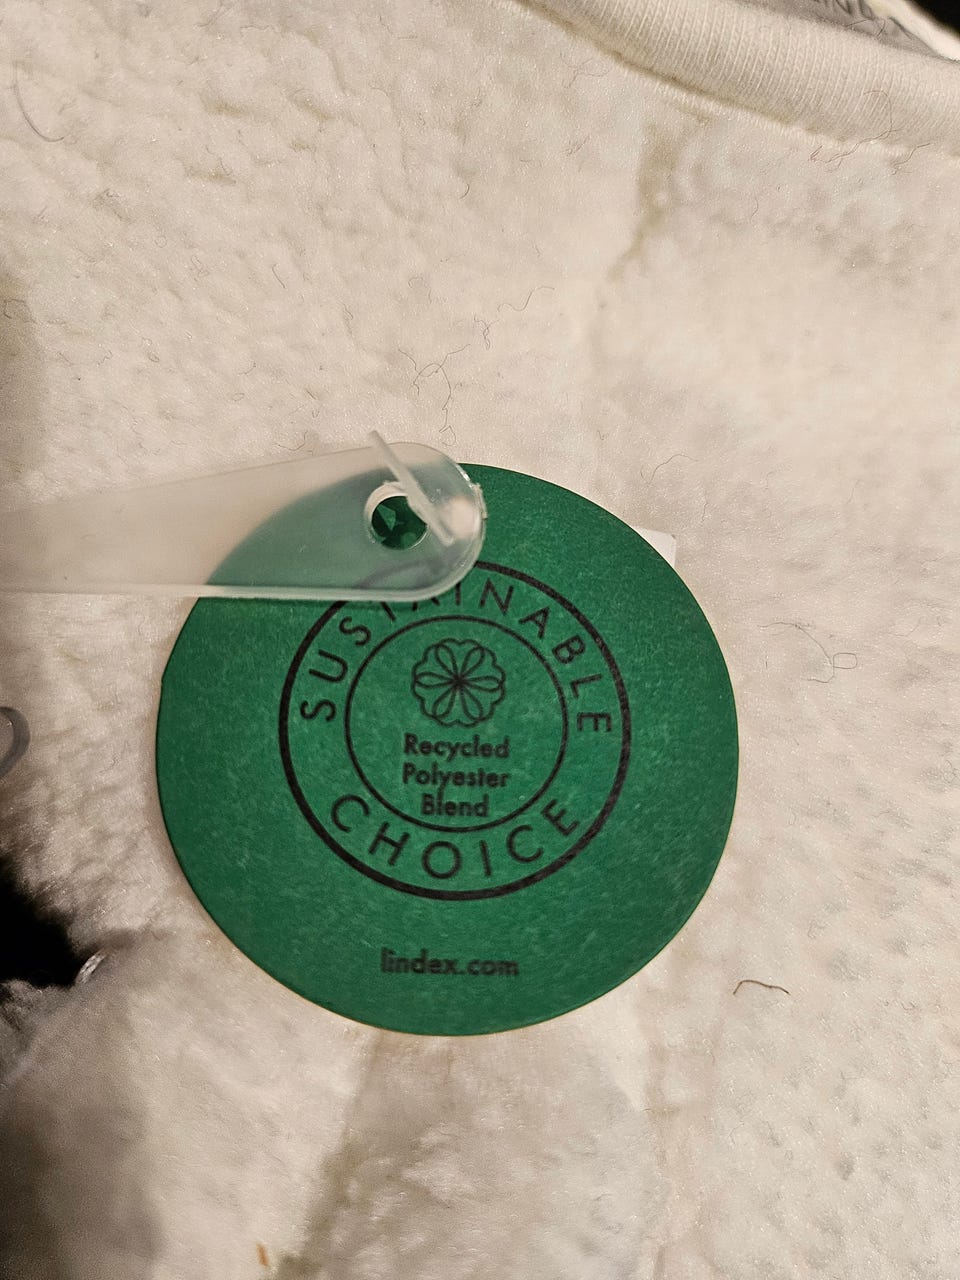 SUSTAINABLE
Recycled
Polyester
Blend
CHOICE
lindex.com